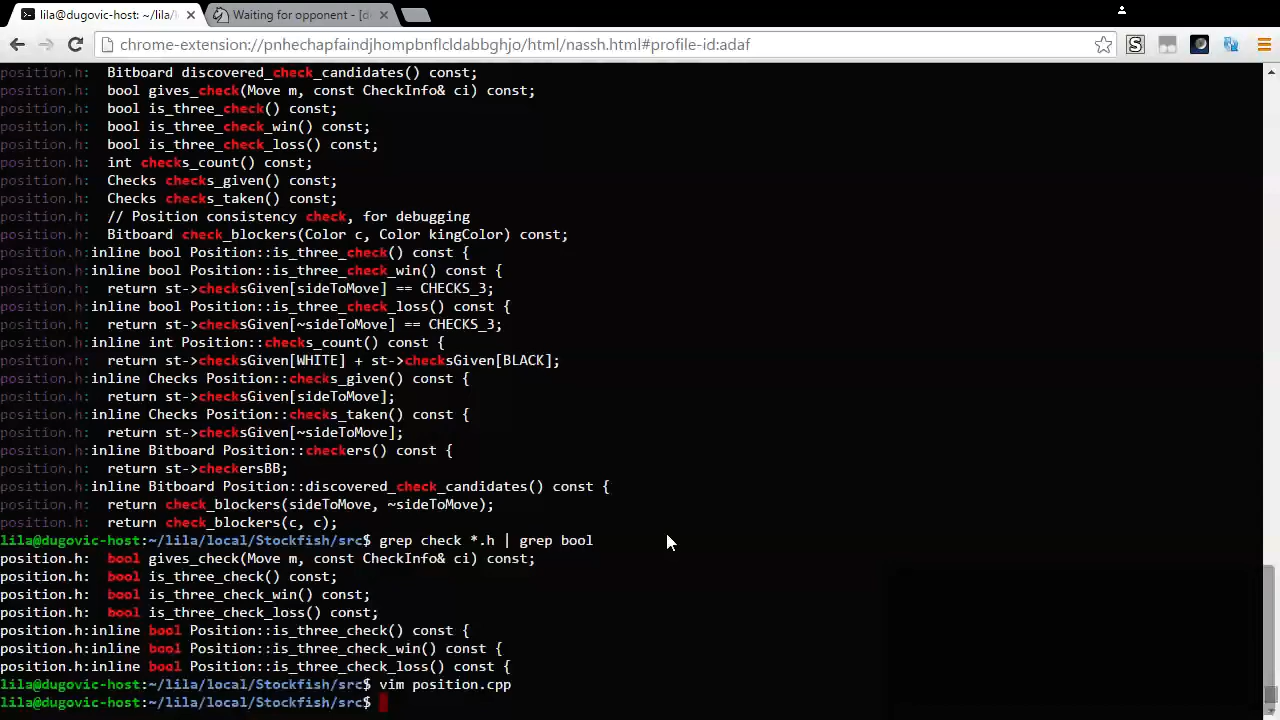 lila@dugovic-host: ~/lila/l
Waiting for opponent - [d
chrome-extension://pnhechapfaindjhompbnflcldabbghjo/html/nassh.html#profile-id:adaf
position.h:  Bitboard discovered_check_candidates() const;
position.h:  bool gives_check(Move m, const CheckInfo& ci) const;
position.h:  bool is_three_check() const;
position.h:  bool is_three_check_win() const;
position.h:  bool is_three_check_loss() const;
position.h:  int checks_count() const;
position.h:  Checks checks_given() const;
position.h:  Checks checks_taken() const;
position.h:  // Position consistency check, for debugging
position.h:  Bitboard check_blockers(Color c, Color kingColor) const;
position.h:inline bool Position::is_three_check() const {
position.h:inline bool Position::is_three_check_win() const {
position.h:  return st->checksGiven[sideToMove] == CHECKS_3;
position.h:inline bool Position::is_three_check_loss() const {
position.h:  return st->checksGiven[~sideToMove] == CHECKS_3;
position.h:inline int Position::checks_count() const {
position.h:  return st->checksGiven[WHITE] + st->checksGiven[BLACK];
position.h:inline Checks Position::checks_given() const {
position.h:  return st->checksGiven[sideToMove];
position.h:inline Checks Position::checks_taken() const {
position.h:  return st->checksGiven[~sideToMove];
position.h:inline Bitboard Position::checkers() const {
position.h:  return st->checkersBB;
position.h:inline Bitboard Position::discovered_check_candidates() const {
position.h:  return check_blockers(sideToMove, ~sideToMove);
position.h:  return check_blockers(c, c);
lila@dugovic-host:~/lila/local/Stockfish/src$ grep check *.h | grep bool
position.h:  bool gives_check(Move m, const CheckInfo& ci) const;
position.h:  bool is_three_check() const;
position.h:  bool is_three_check_win() const;
position.h:  bool is_three_check_loss() const;
position.h:inline bool Position::is_three_check() const {
position.h:inline bool Position::is_three_check_win() const {
position.h:inline bool Position::is_three_check_loss() const {
lila@dugovic-host:~/lila/local/Stockfish/src$ vim position.cpp
lila@dugovic-host:~/lila/local/Stockfish/src$